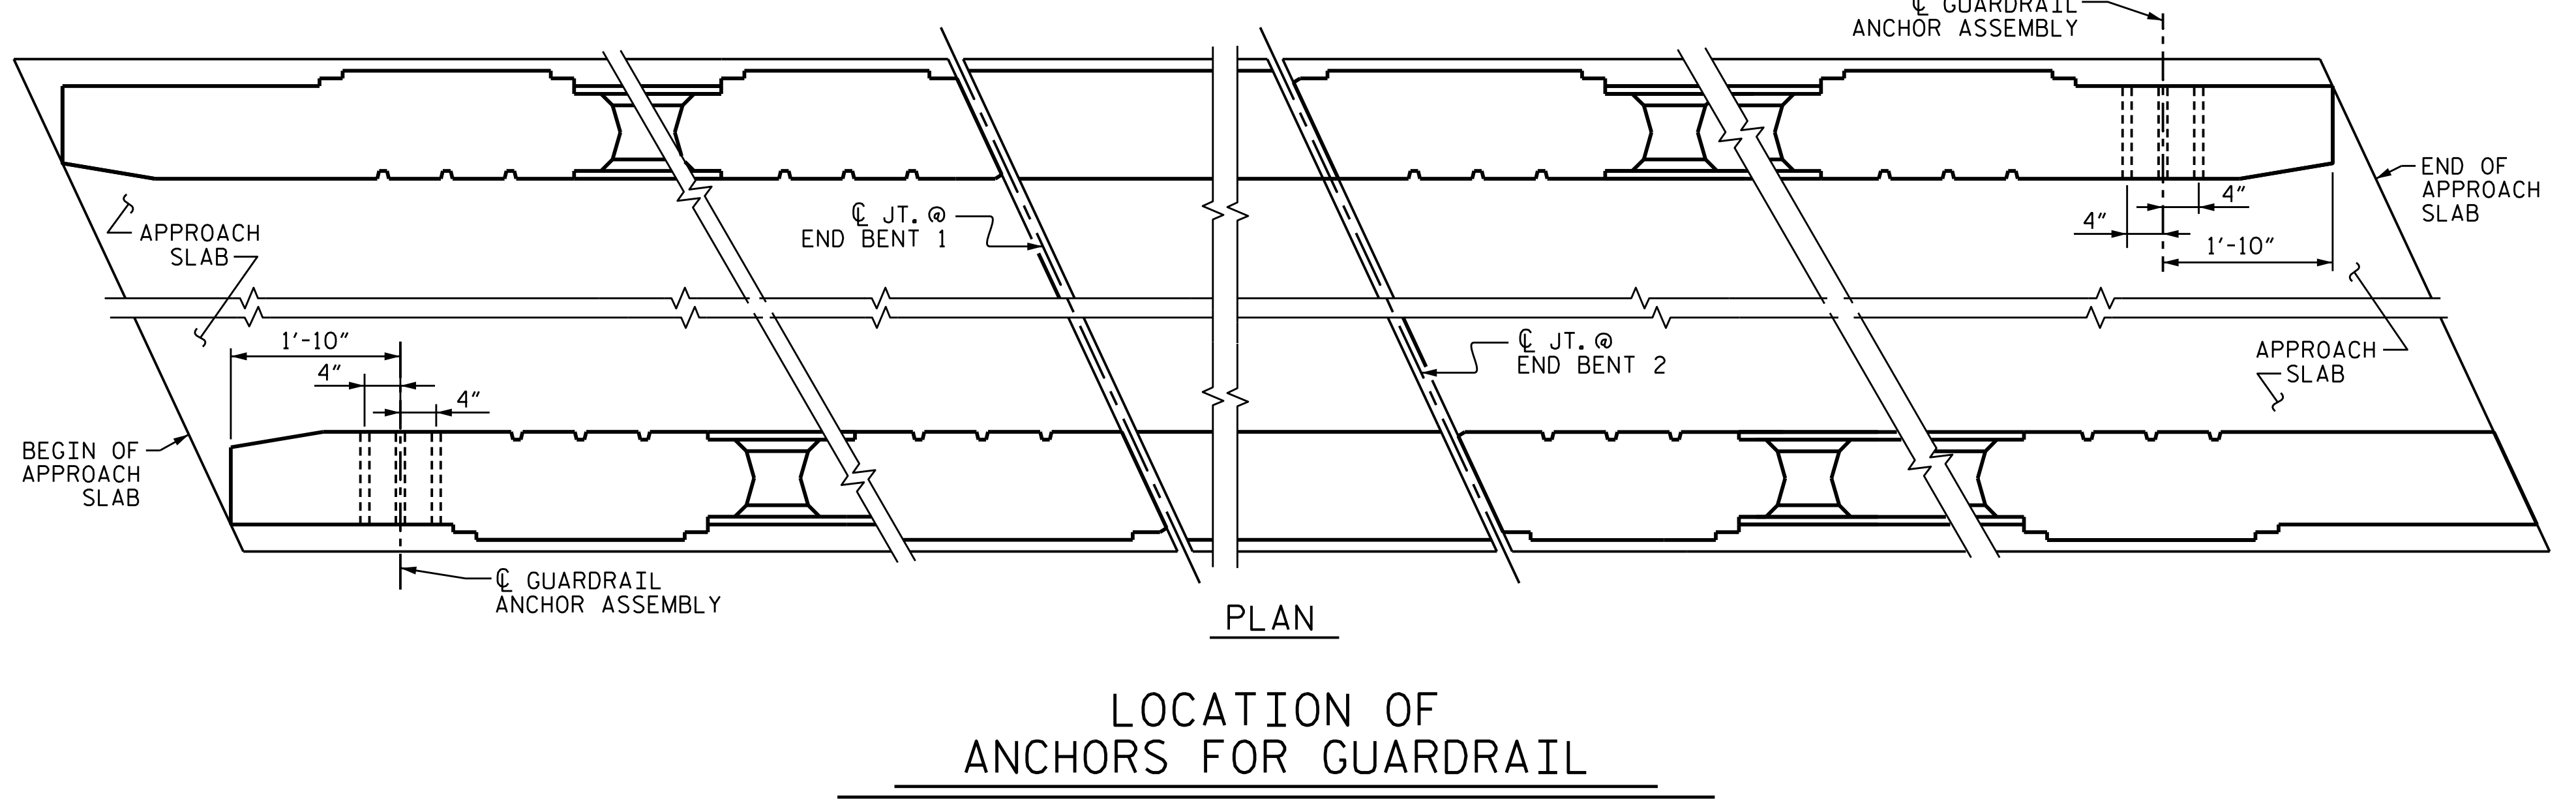 ℄ GUARDRAIL
ANCHOR ASSEMBLY
END OF
APPROACH
SLAB
4"
4"
1'-10"
APPROACH
SLAB
℄ JT. @
END BENT 1
1'-10"
4"
4"
℄ JT. @
END BENT 2
APPROACH
SLAB
BEGIN OF
APPROACH
SLAB
℄ GUARDRAIL
ANCHOR ASSEMBLY
PLAN
LOCATION OF
ANCHORS FOR GUARDRAIL